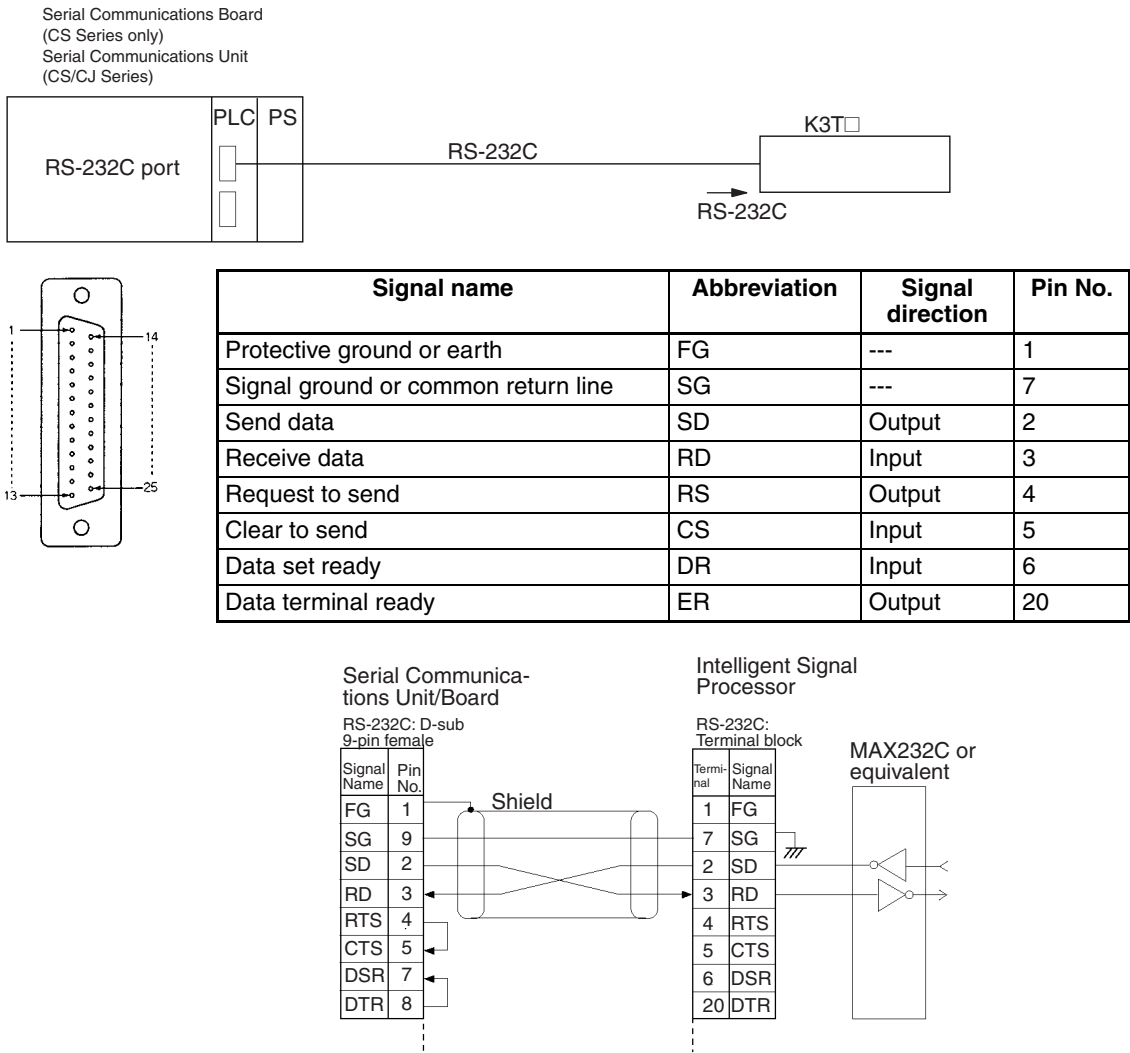 Serial Communications Board
(CS Series only)
Serial Communications Unit
(CS/CJ Series)
PLC PS
RS-232C port
RS-232C
K3T□
RS-232C
1
14
13
25
Signal name Abbreviation Signal direction Pin No.
Protective ground or earth FG --- 1
Signal ground or common return line SG --- 7
Send data SD Output 2
Receive data RD Input 3
Request to send RS Output 4
Clear to send CS Input 5
Data set ready DR Input 6
Data terminal ready ER Output 20
Serial Communica-
tions Unit/Board
RS-232C: D-sub
9-pin female
Signal Name Pin No.
FG 1
SG 9
SD 2
RD 3
RTS 4
CTS 5
DSR 7
DTR 8
Shield
Intelligent Signal
Processor
RS-232C:
Terminal block
Termi-
nal
Signal
Name
1 FG
7 SG
2 SD
3 RD
4 RTS
5 CTS
6 DSR
20 DTR
MAX232C or
equivalent